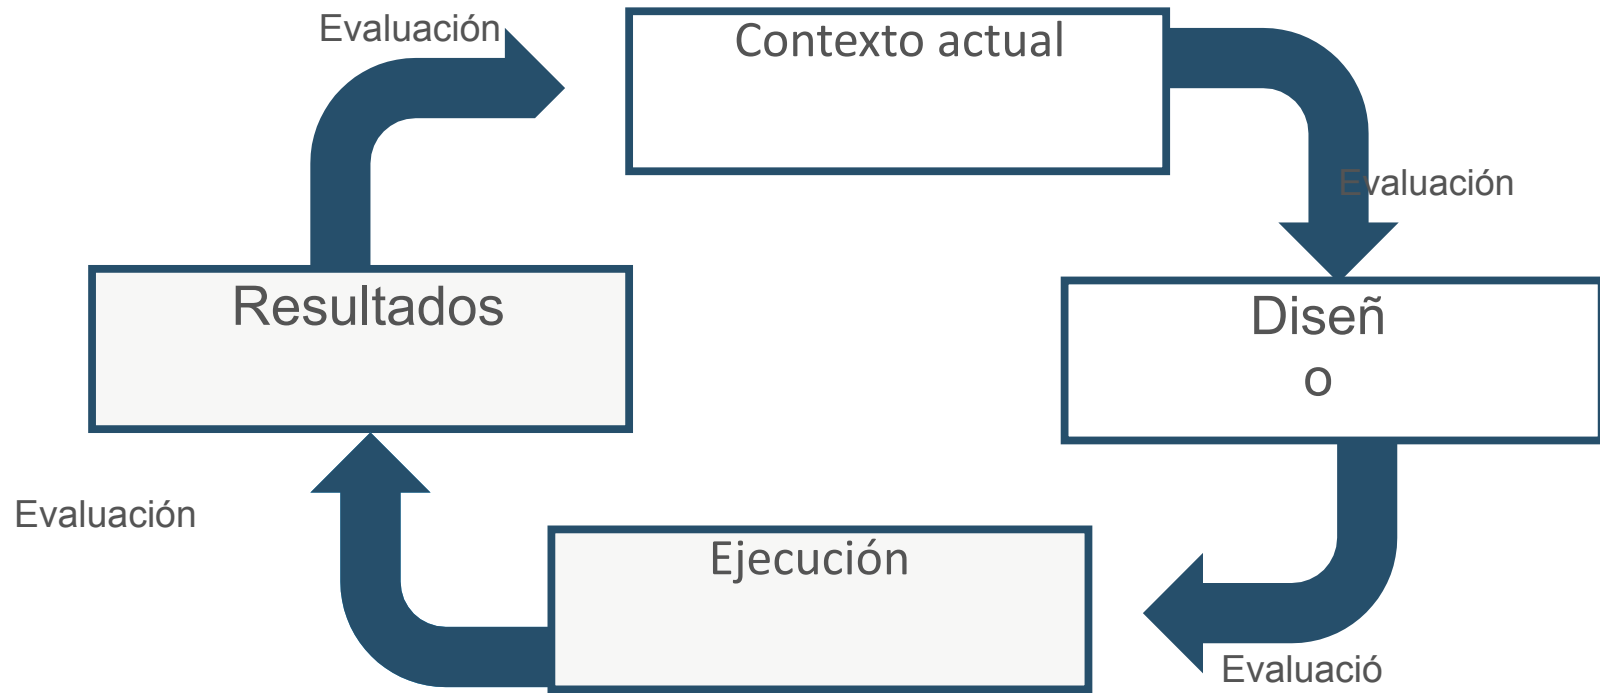 Evaluación
Contexto actual
Evaluación
Resultados
Diseñ
o
Evaluación
Ejecución
Evaluació